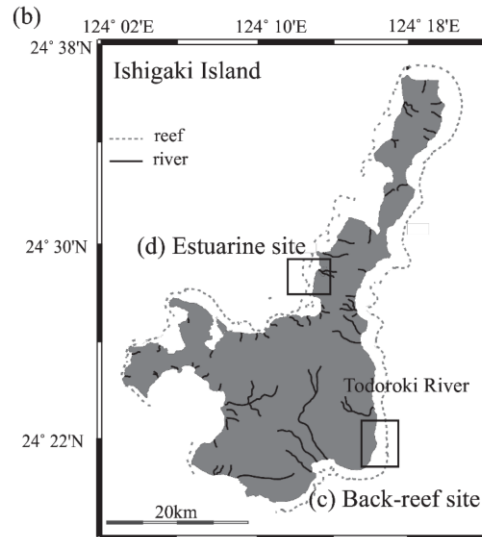 (b)
124° 02'E
124° 10'E
124° 18'E
24° 38'N
Ishigaki Island
reef
river
24° 30'N
(d) Estuarine site
Todoroki River
24° 22'N
(c) Back-reef site
20km